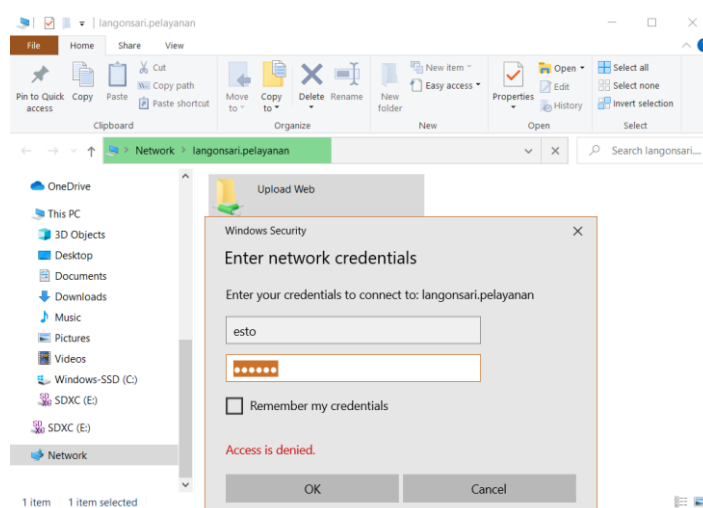 langonsari.pelayanan
File Home Share View
Pin to Quick access
Copy
Paste
Cut
Copy path
Paste shortcut
Clipboard
Move to
Copy to
Delete
Rename
Organize
New folder
New item
Easy access
New
Properties
Open
Edit
History
Open
Select all
Select none
Invert selection
Select
Network > langonsari.pelayanan
Search langonsari....
OneDrive
This PC
3D Objects
Desktop
Documents
Downloads
Music
Pictures
Videos
Windows-SSD (C:)
SDXC (E:)
SDXC (E:)
Network
Upload Web
Windows Security
Enter network credentials
Enter your credentials to connect to: langonsari.pelayanan
esto
●●●●●●
Remember my credentials
Access is denied.
OK Cancel
1 item 1 item selected